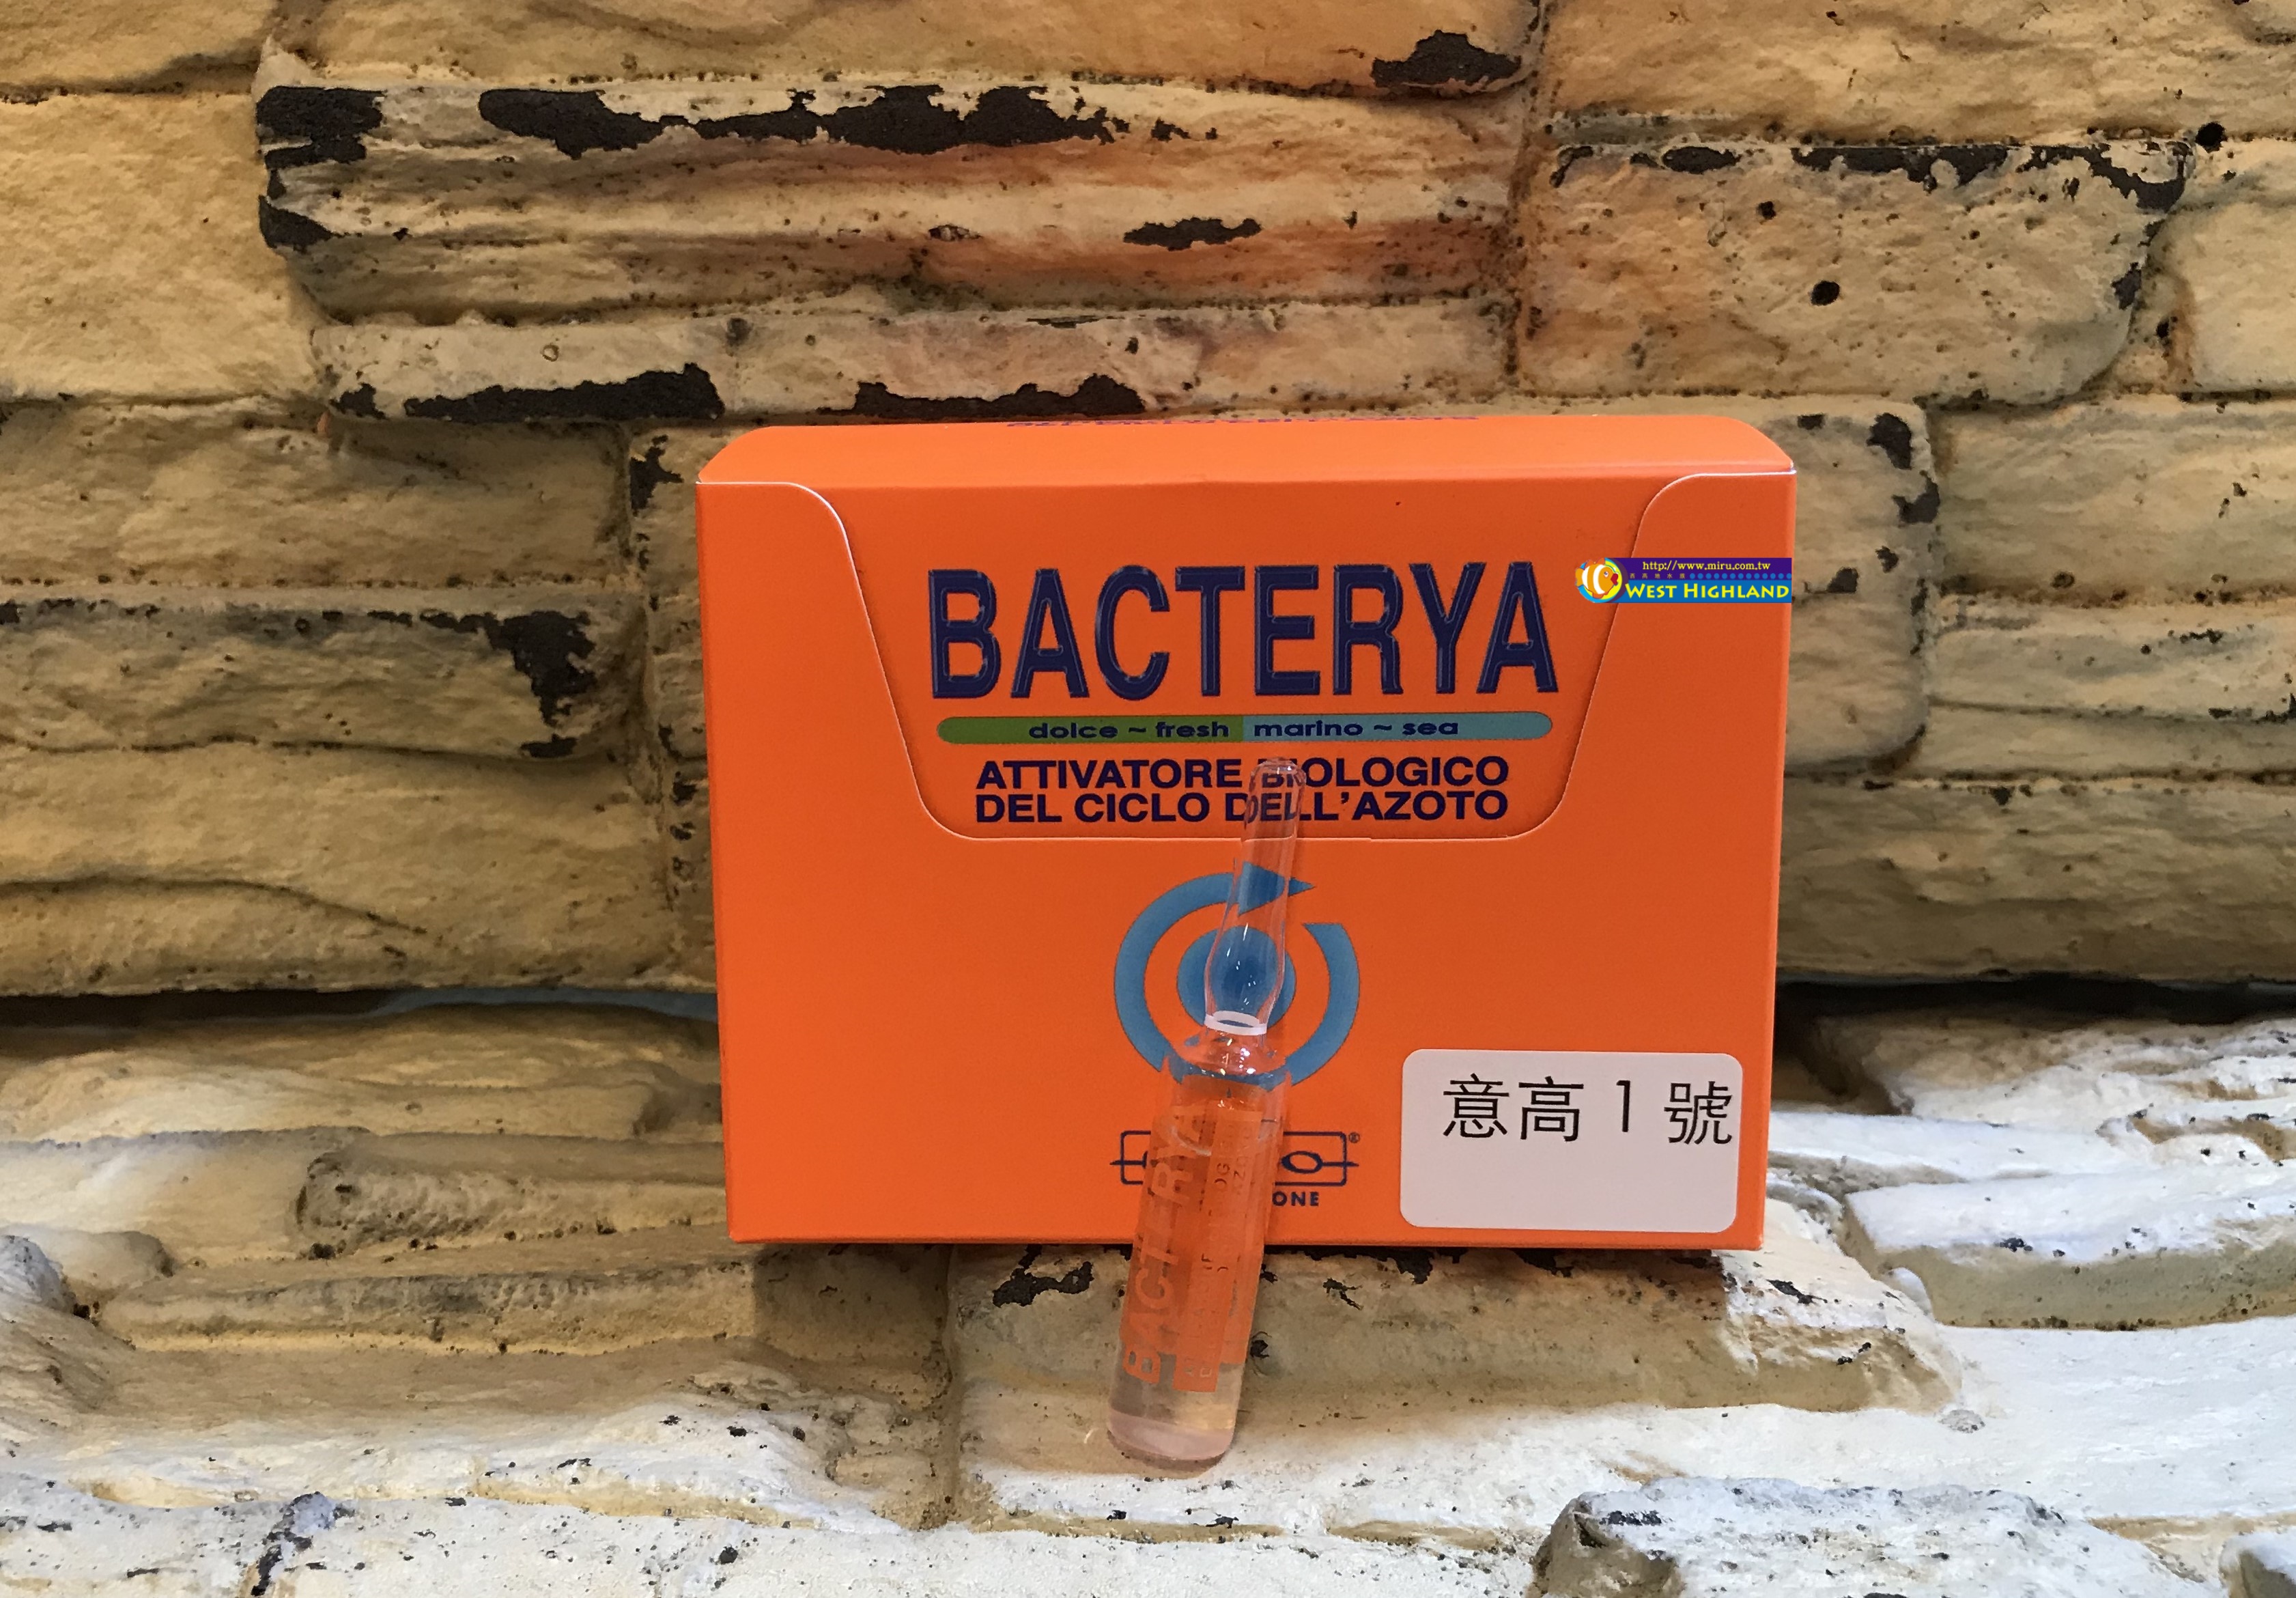 BACTERYA
http://www.miru.com.tw
WEST HIGHLAND
dolce ~ fresh marino ~ sea
ATTIVATORE BIOLOGICO
DEL CICLO DELL'AZOTO
意高1號
BACTERYA